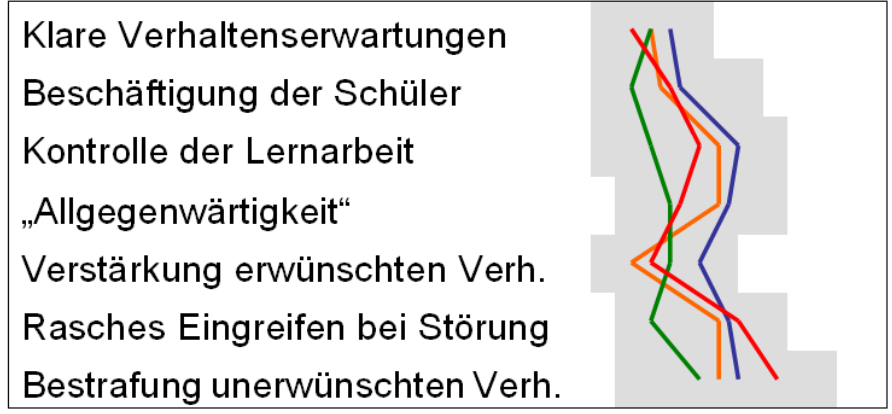 Klare Verhaltenserwartungen
Beschäftigung der Schüler
Kontrolle der Lernarbeit
„Allgegenwärtigkeit“
Verstärkung erwünschten Verh.
Rasches Eingreifen bei Störung
Bestrafung unerwünschten Verh.